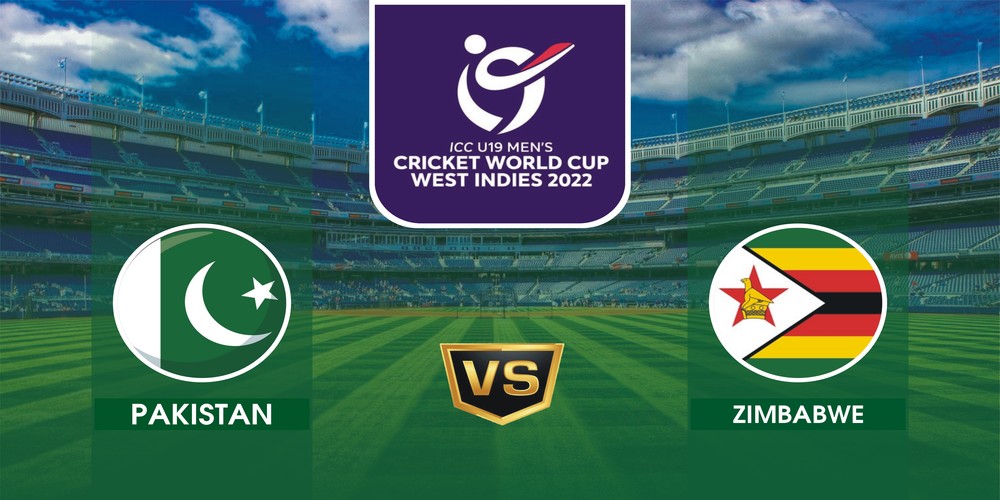 ICC U19 MEN'S
CRICKET WORLD CUP
WEST INDIES 2022
VS
PAKISTAN
ZIMBABWE